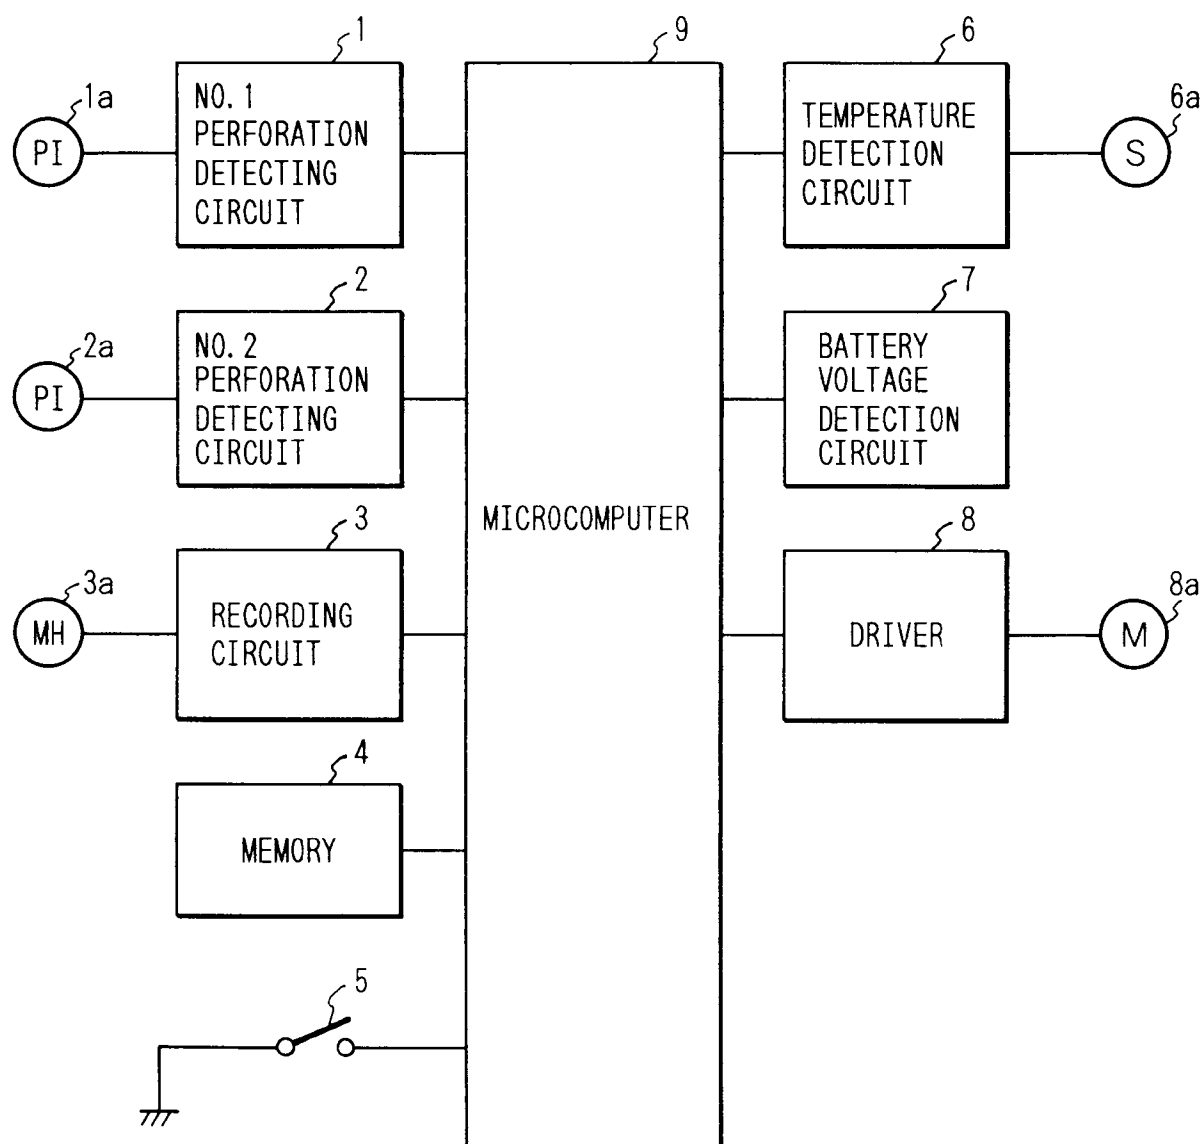 1
9
6
1a
6a
NO.1
PERFORATION
DETECTING
CIRCUIT
PI
TEMPERATURE
DETECTION
CIRCUIT
S
2
7
2a
NO.2
PERFORATION
DETECTING
CIRCUIT
PI
BATTERY
VOLTAGE
DETECTION
CIRCUIT
MICROCOMPUTER
3
8
3a
8a
MH
RECORDING
CIRCUIT
DRIVER
M
4
MEMORY
5